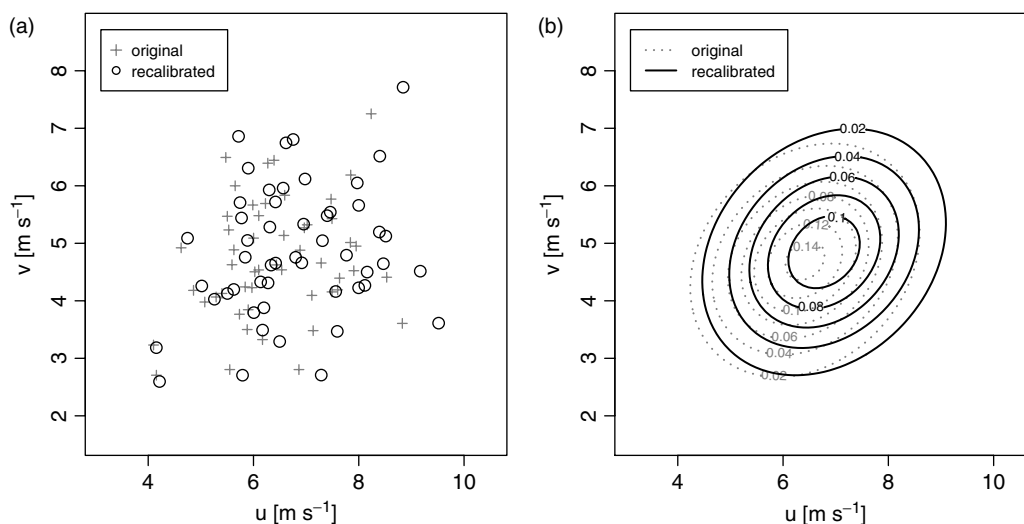 (a)
+ original
o recalibrated
v [m s⁻¹]
8
7
6
5
4
3
2
4 6 8 10
u [m s⁻¹]
(b)
original
recalibrated
v [m s⁻¹]
8
7
6
5
4
3
2
0.02
0.04
0.06
0.08
0.1
0.12
0.14
0.08
0.1
0.06
0.04
0.02
4 6 8 10
u [m s⁻¹]